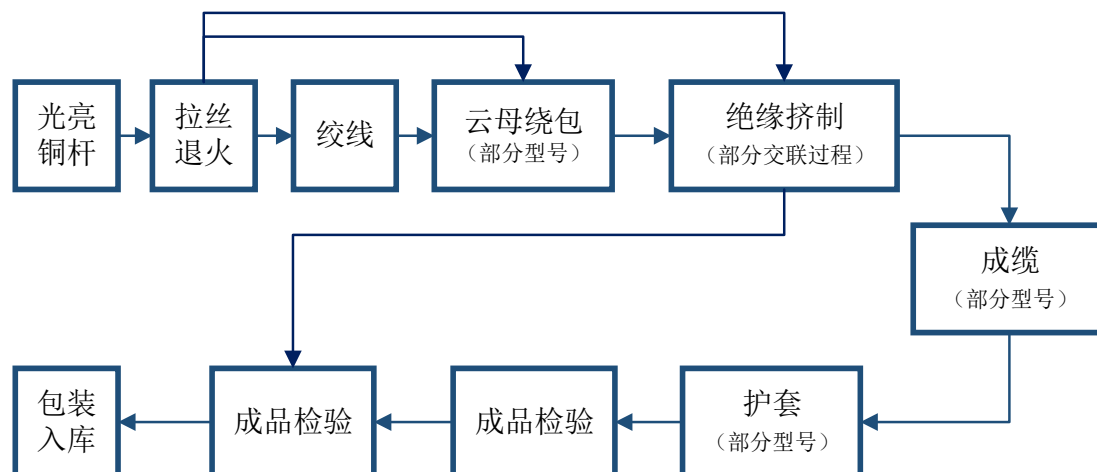 光亮
铜杆
拉丝
退火
绞线
云母绕包
（部分型号）
绝缘挤制
（部分交联过程）
成缆
（部分型号）
包装
入库
成品检验
成品检验
护套
（部分型号）